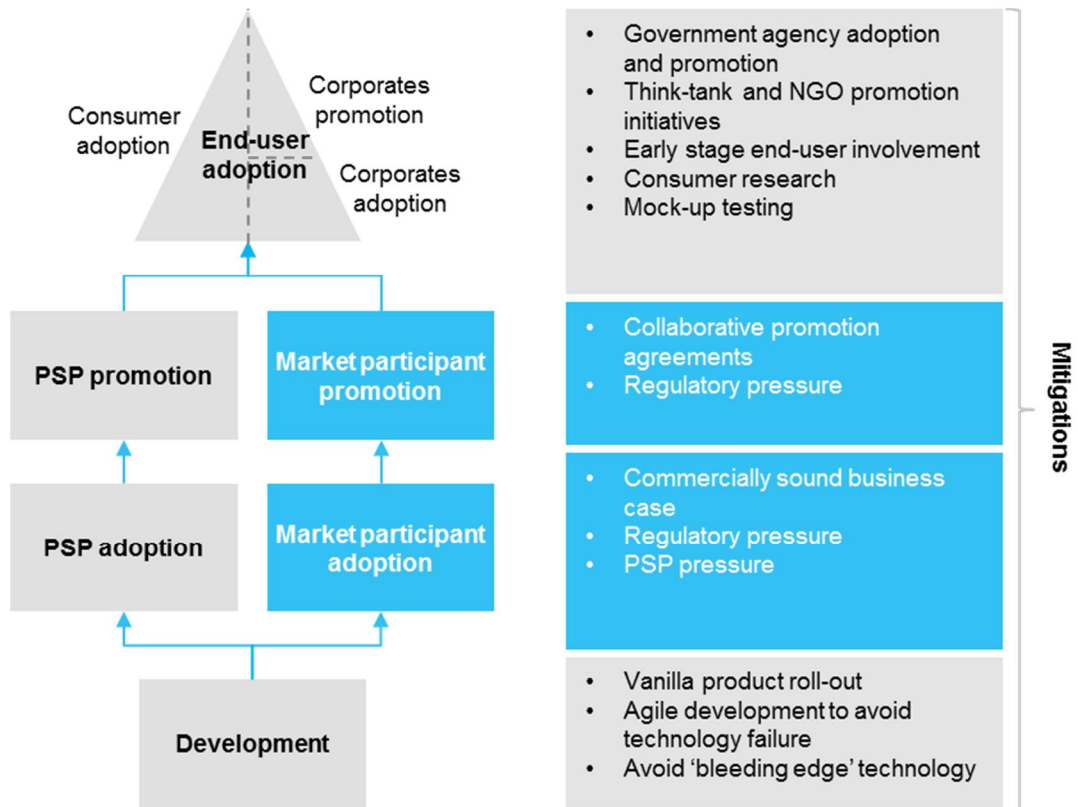 Consumer
adoption
Corporates
promotion
End-user
adoption
Corporates
adoption
PSP promotion
Market participant
promotion
PSP adoption
Market participant
adoption
Development
• Government agency adoption
and promotion
• Think-tank and NGO promotion
initiatives
• Early stage end-user involvement
• Consumer research
• Mock-up testing
• Collaborative promotion
agreements
• Regulatory pressure
• Commercially sound business
case
• Regulatory pressure
• PSP pressure
• Vanilla product roll-out
• Agile development to avoid
technology failure
• Avoid ‘bleeding edge’ technology
Mitigations